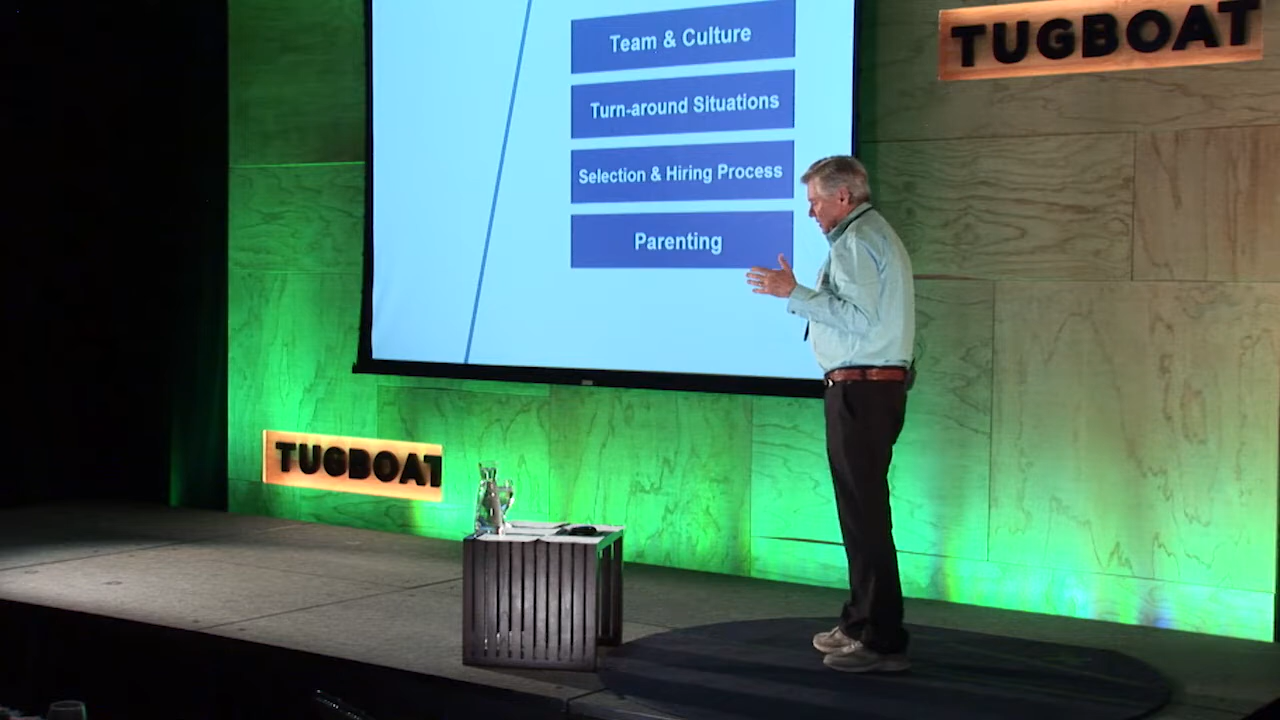 Team & Culture
TUGBOAT
Turn-around Situations
Selection & Hiring Process
Parenting
TUGBOAT